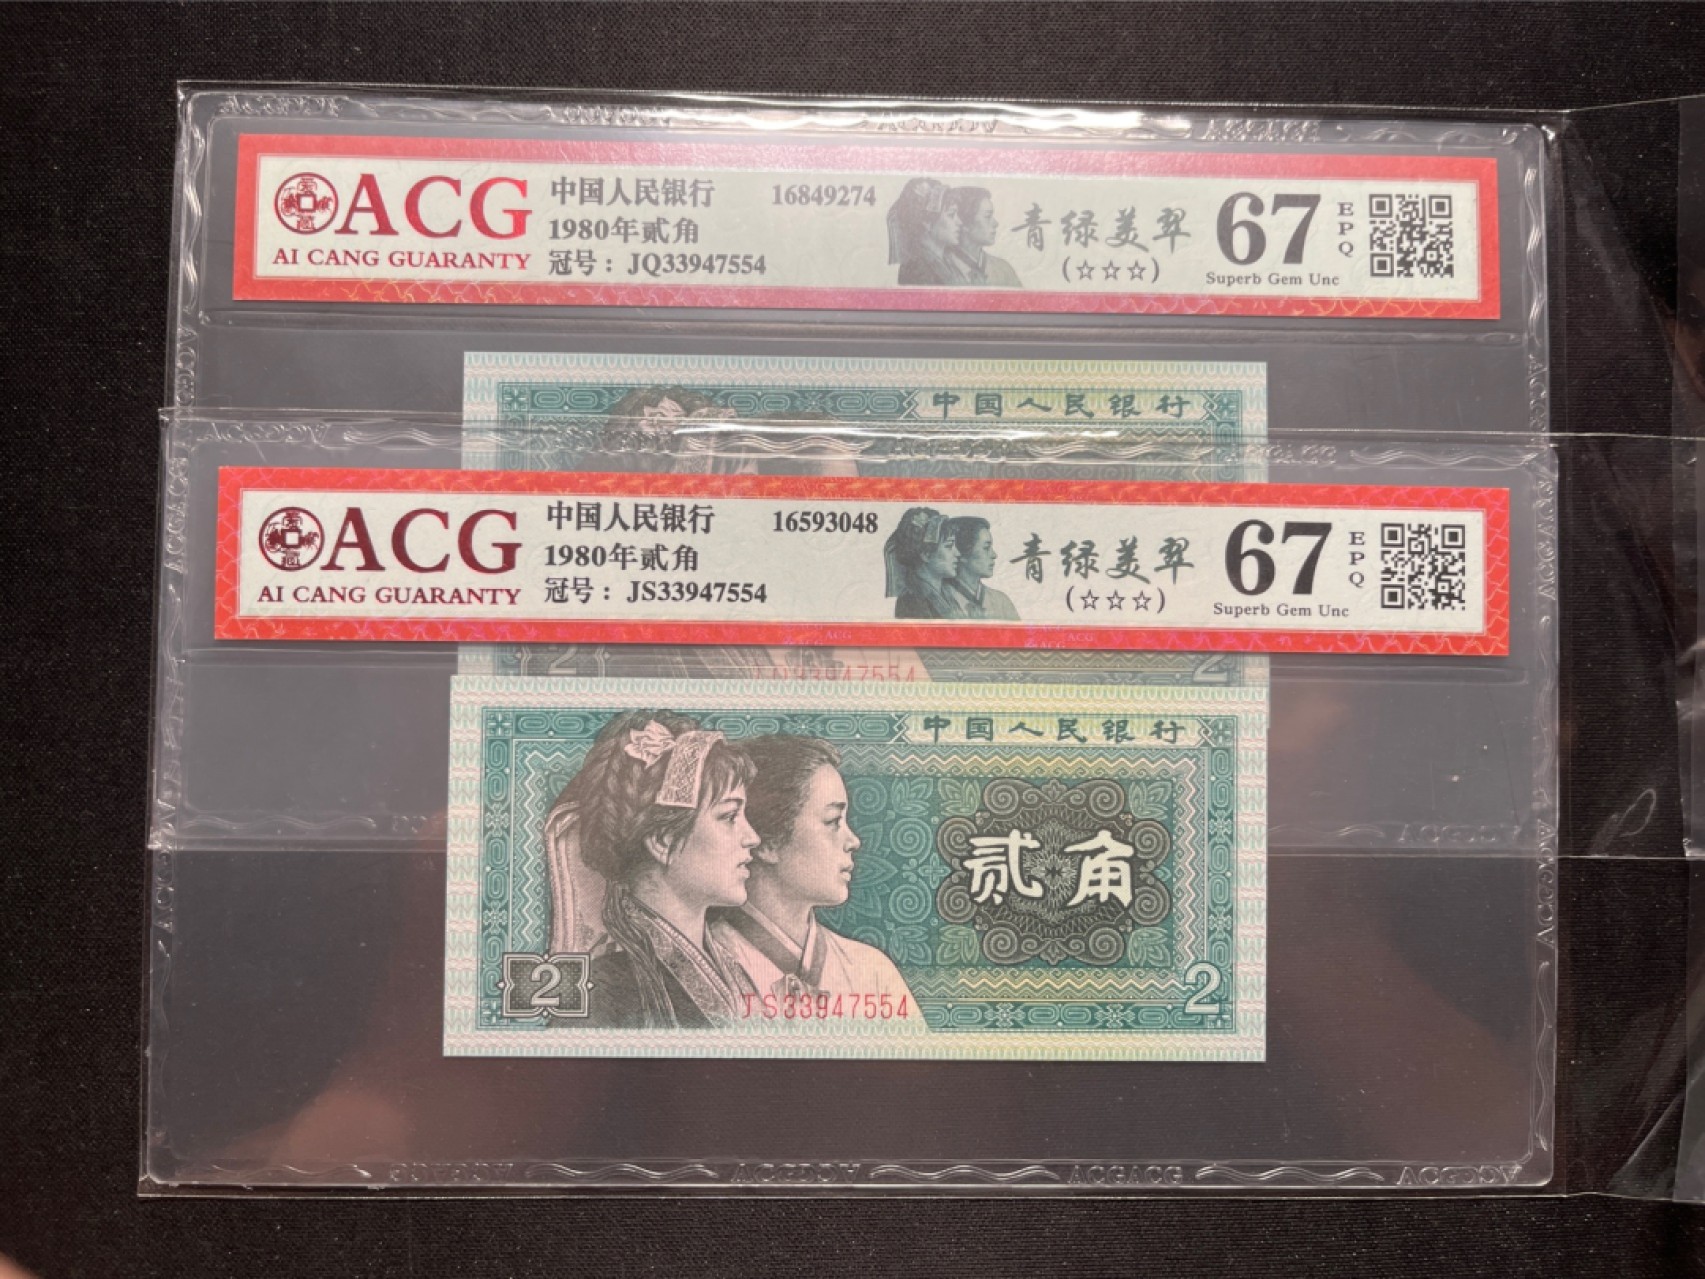 ACG
AI CANG GUARANTY
中国人民银行 16849274
1980年贰角
冠号：JQ33947554
青绿美翠
(☆☆☆)
67
EPQ
Superb Gem Unc
中国人民银行
ACG
AI CANG GUARANTY
中国人民银行 16593048
1980年贰角
冠号：JS33947554
青绿美翠
(☆☆☆)
67
EPQ
Superb Gem Unc
2
JQ33947554
2
中国人民银行
贰角
2
JS33947554
2